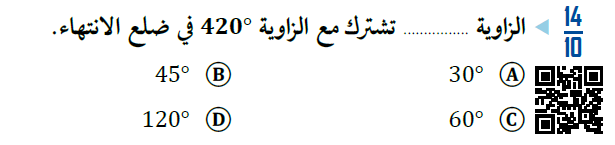 14
10
الزاوية ................ تشترك مع الزاوية 420° في ضلع الانتهاء.
A 30° B 45°
C 60° D 120°